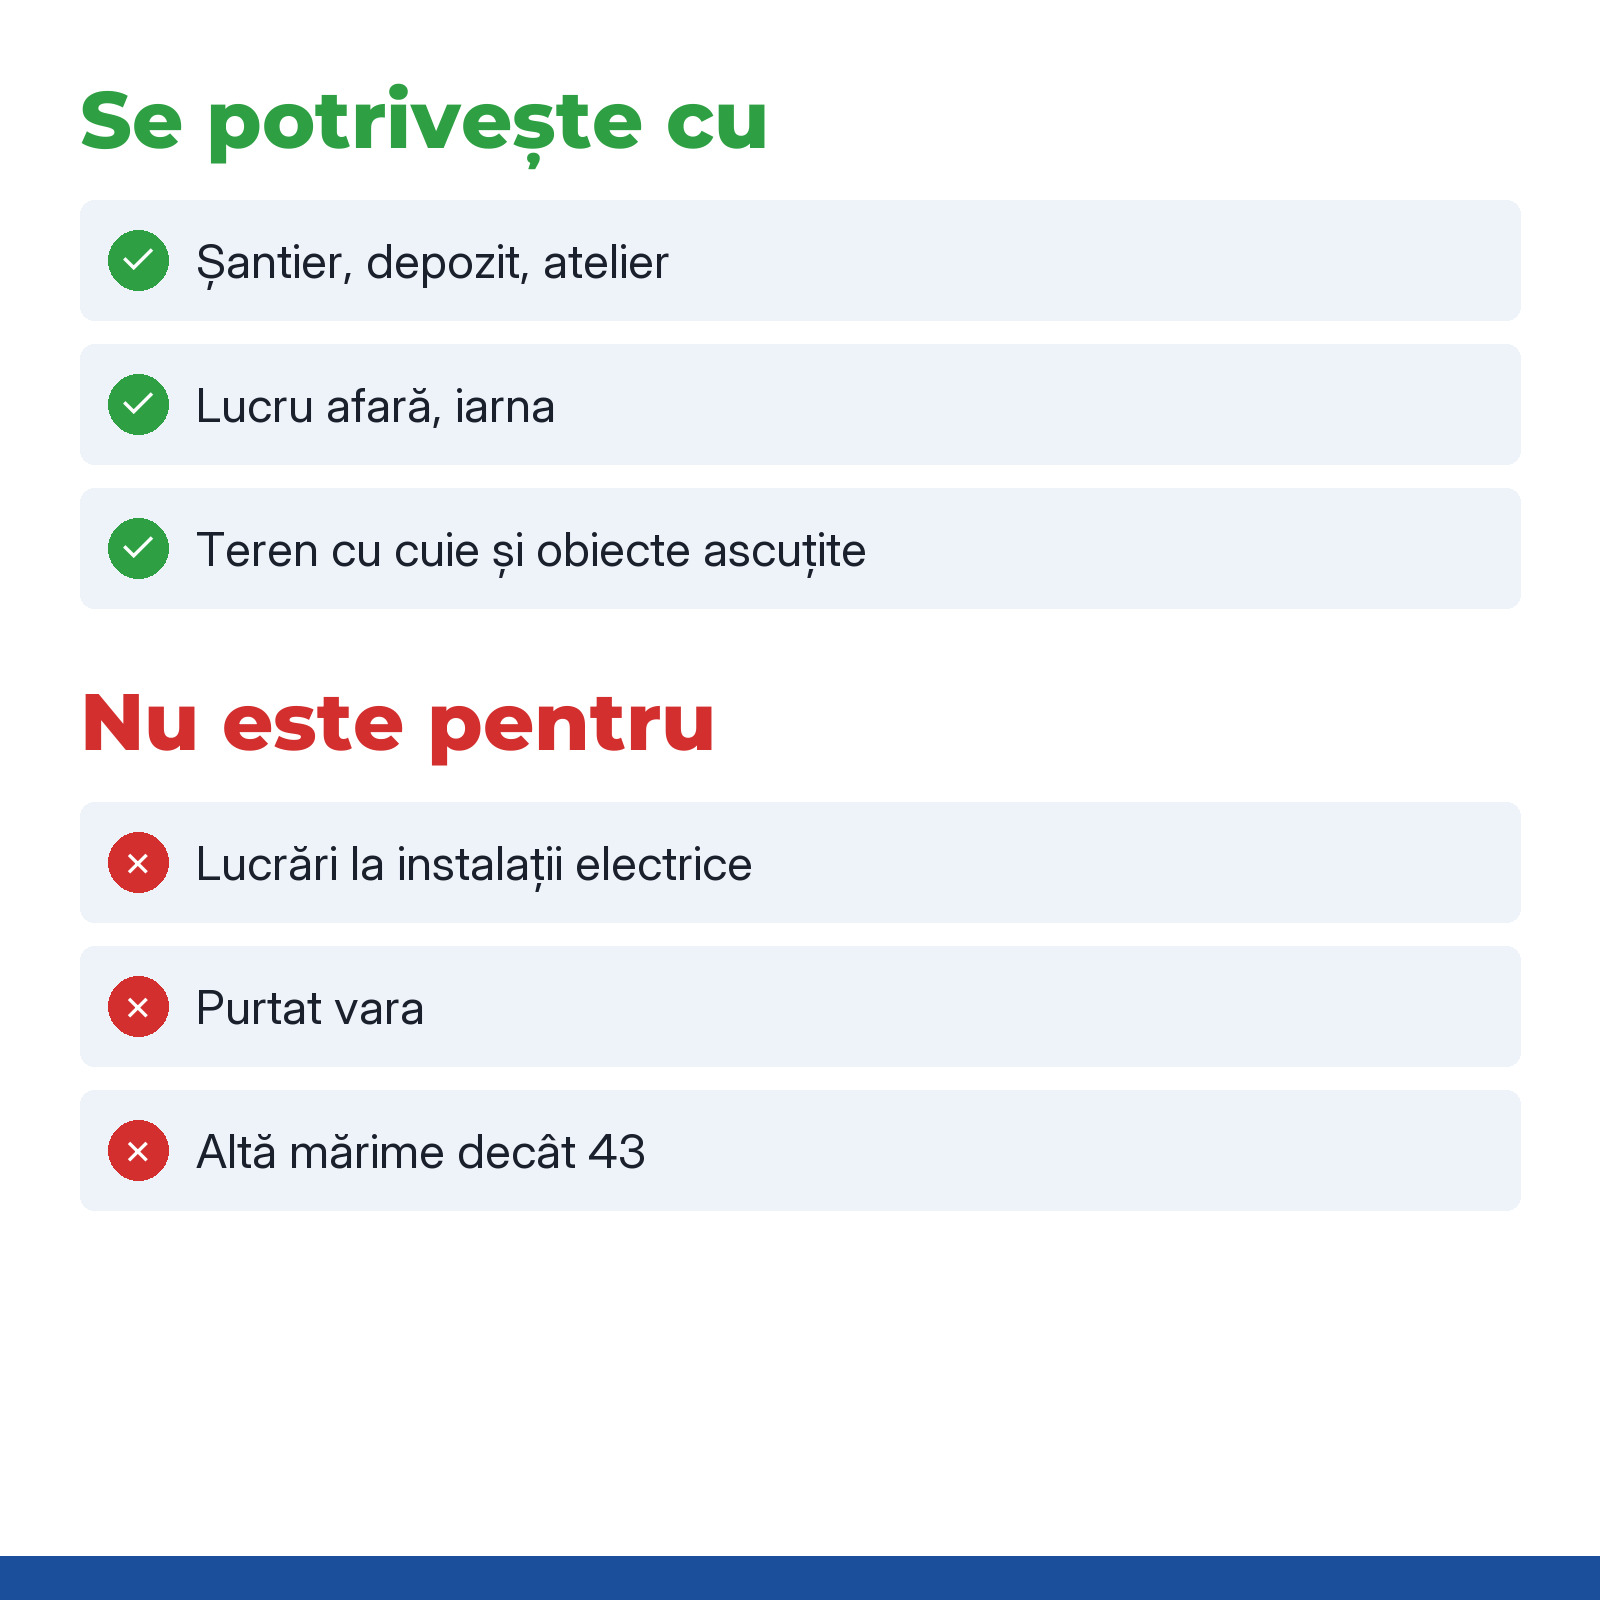 Se potrivește cu
Șantier, depozit, atelier
Lucru afară, iarna
Teren cu cuie și obiecte ascuțite
Nu este pentru
Lucrări la instalații electrice
Purtat vara
Altă mărime decât 43